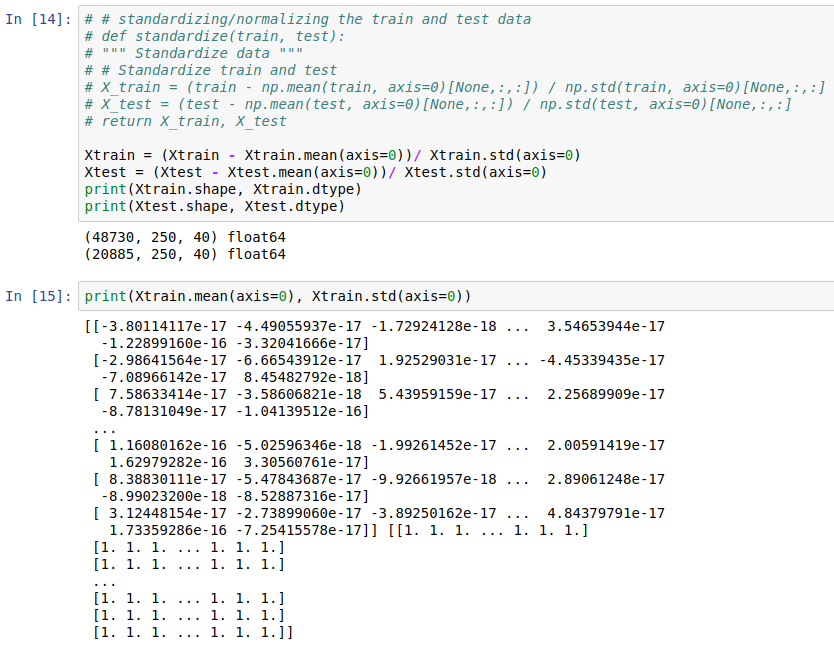 In [14]: # # standardizing/normalizing the train and test data
# def standardize(train, test):
# """ Standardize data """
# # Standardize train and test
# X_train = (train - np.mean(train, axis=0)[None,:,:]) / np.std(train, axis=0)[None,:,:]
# X_test = (test - np.mean(test, axis=0)[None,:,:]) / np.std(test, axis=0)[None,:,:]
# return X_train, X_test
Xtrain = (Xtrain - Xtrain.mean(axis=0))/ Xtrain.std(axis=0)
Xtest = (Xtest - Xtest.mean(axis=0))/ Xtest.std(axis=0)
print(Xtrain.shape, Xtrain.dtype)
print(Xtest.shape, Xtest.dtype)
(48730, 250, 40) float64
(20885, 250, 40) float64
In [15]: print(Xtrain.mean(axis=0), Xtrain.std(axis=0))
[[-3.80114117e-17 -4.49055937e-17 -1.72924128e-18 ... 3.54653944e-17
-1.22899160e-16 -3.32041666e-17]
[-2.98641564e-17 -6.66543912e-17 1.92529031e-17 ... -4.45339435e-17
-7.08966142e-17 8.45482792e-18]
[ 7.58633414e-17 -3.58606821e-18 5.43959159e-17 ... 2.25689909e-17
-8.78131049e-17 -1.04139512e-16]
...
[ 1.16080162e-16 -5.02596346e-18 -1.99261452e-17 ... 2.00591419e-17
1.62979282e-16 3.30560761e-17]
[ 8.38830111e-17 -5.47843687e-17 -9.92661957e-18 ... 2.89061248e-17
-8.99023200e-18 -8.52887316e-17]
[ 3.12448154e-17 -2.73899060e-17 -3.89250162e-17 ... 4.84379791e-17
1.73359286e-16 -7.25415578e-17]] [[1. 1. 1. ... 1. 1. 1.]
[1. 1. 1. ... 1. 1. 1.]
[1. 1. 1. ... 1. 1. 1.]
...
[1. 1. 1. ... 1. 1. 1.]
[1. 1. 1. ... 1. 1. 1.]
[1. 1. 1. ... 1. 1. 1.]]